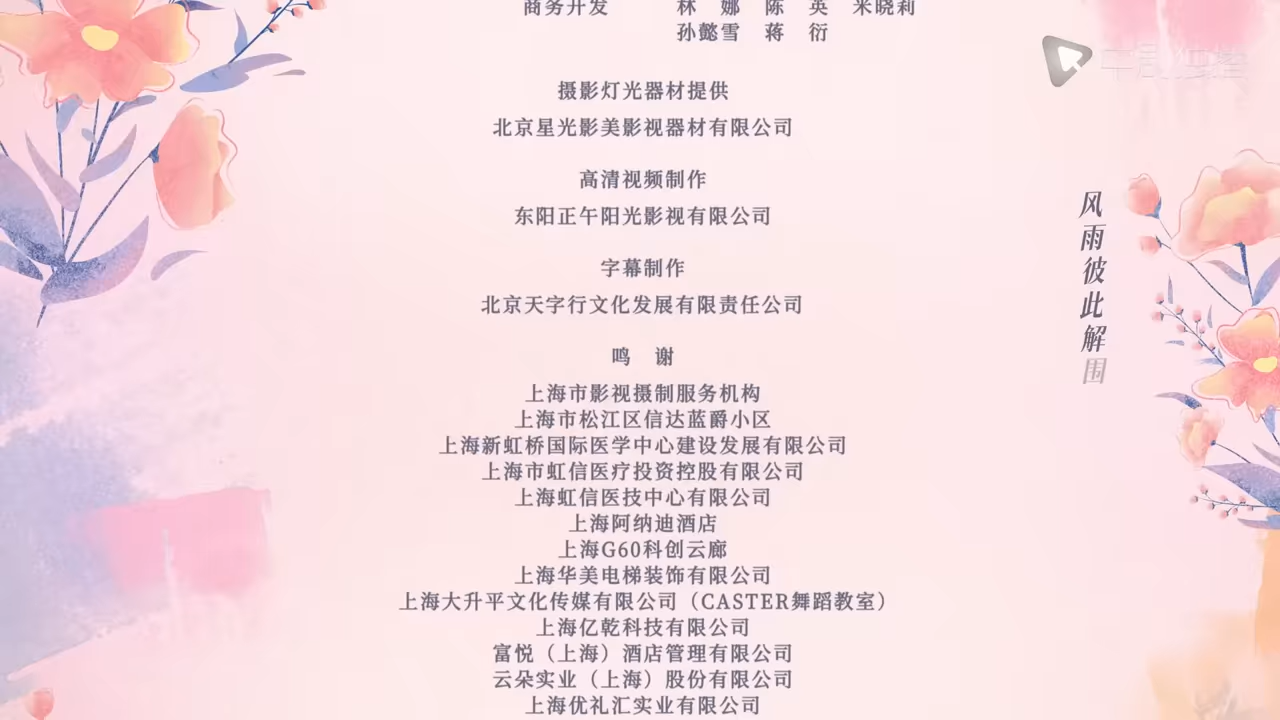 商务开发 林 娜 陈 英 米晓莉
孙懿雪 蒋 衍
摄影灯光器材提供
北京星光影美影视器材有限公司
高清视频制作
东阳正午阳光影视有限公司
字幕制作
北京天字行文化发展有限责任公司
鸣 谢
上海市影视摄制服务机构
上海市松江区信达蓝爵小区
上海新虹桥国际医学中心建设发展有限公司
上海市虹信医疗投资控股有限公司
上海虹信医技中心有限公司
上海阿纳迪酒店
上海G60科创云廊
上海华美电梯装饰有限公司
上海大升平文化传媒有限公司（CASTER舞蹈教室）
上海亿乾科技有限公司
富悦（上海）酒店管理有限公司
云朵实业（上海）股份有限公司
上海优礼汇实业有限公司
风雨彼此解围